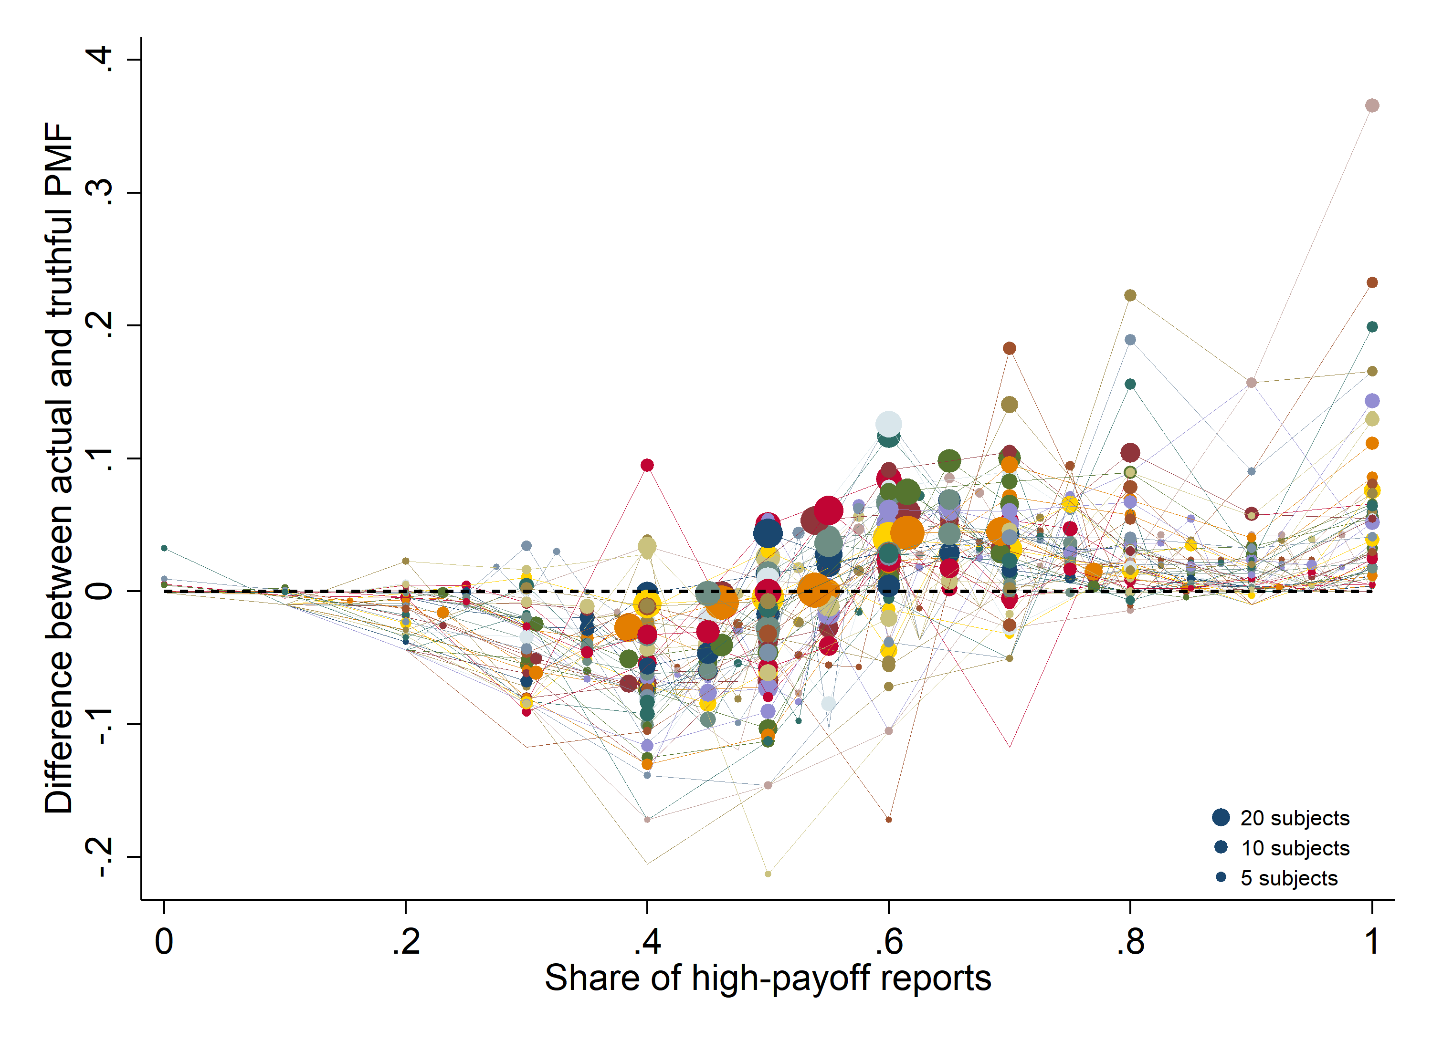 Difference between actual and truthful PMF
.4
.3
.2
.1
0
-.1
-.2
20 subjects
10 subjects
5 subjects
0 .2 .4 .6 .8 1
Share of high-payoff reports